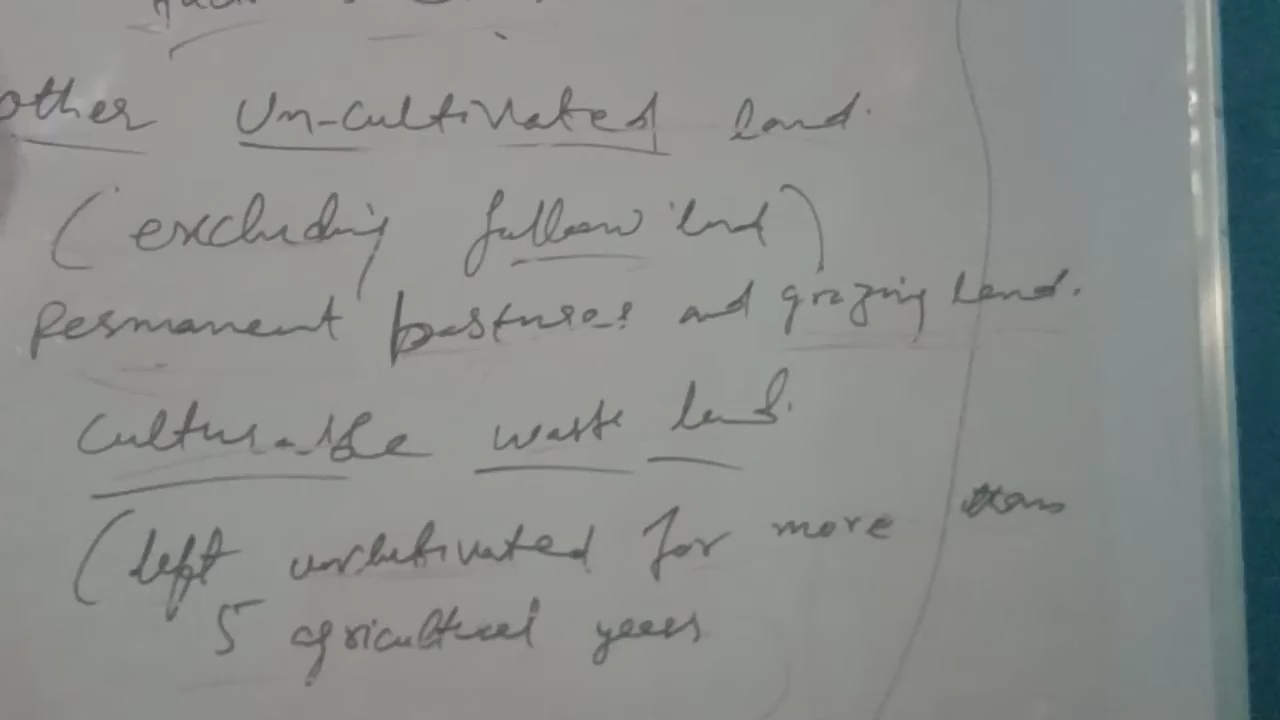 other Un-cultivated land.
(excluding fallow land)
Permanent pastures and grazing land.
Culturable waste land.
(left uncultivated for more than
5 agricultural years